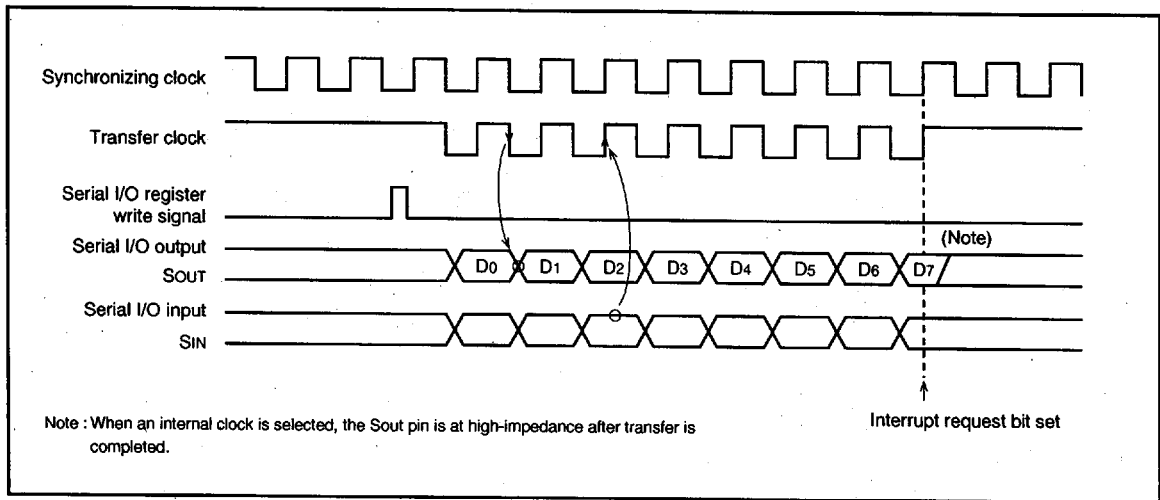 Synchronizing clock
Transfer clock
Serial I/O register
write signal
Serial I/O output
SOUT
(Note)
D0 D1 D2 D3 D4 D5 D6 D7
Serial I/O input
SIN
Interrupt request bit set
Note : When an internal clock is selected, the Sout pin is at high-impedance after transfer is
completed.